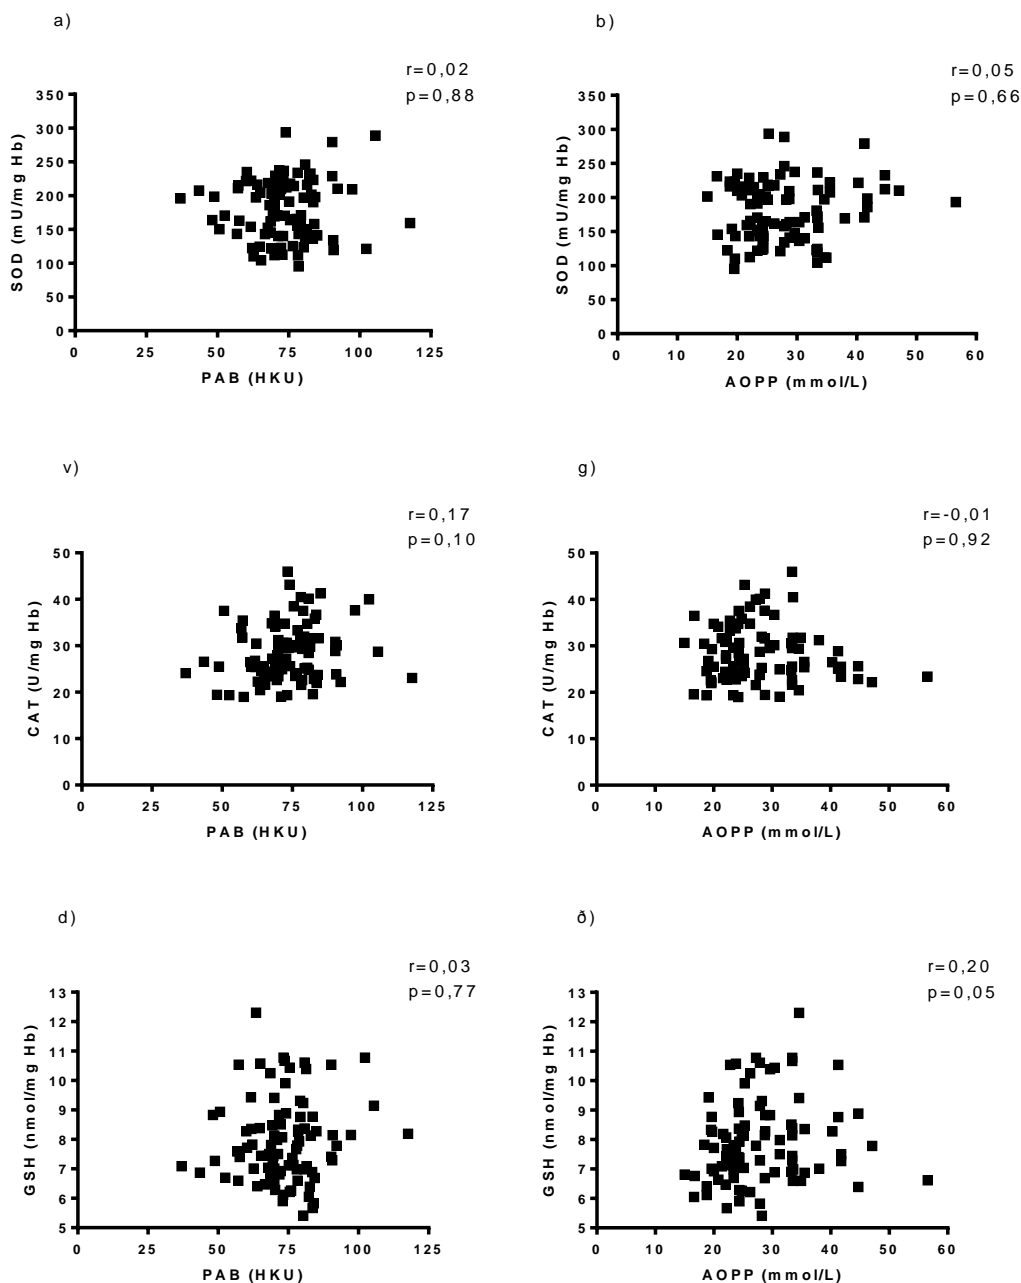 a)
r=0,02
p=0,88
350
300
250
200
150
100
50
0
SOD (mU/mg Hb)
0 25 50 75 100 125
PAB (HKU)
b)
r=0,05
p=0,66
350
300
250
200
150
100
50
0
SOD (mU/mg Hb)
0 10 20 30 40 50 60
AOPP (mmol/L)
v)
r=0,17
p=0,10
50
40
30
20
10
0
CAT (U/mg Hb)
0 25 50 75 100 125
PAB (HKU)
g)
r=-0,01
p=0,92
50
40
30
20
10
0
CAT (U/mg Hb)
0 10 20 30 40 50 60
AOPP (mmol/L)
d)
r=0,03
p=0,77
13
12
11
10
9
8
7
6
5
GSH (nmol/mg Hb)
0 25 50 75 100 125
PAB (HKU)
ð)
r=0,20
p=0,05
13
12
11
10
9
8
7
6
5
GSH (nmol/mg Hb)
0 10 20 30 40 50 60
AOPP (mmol/L)